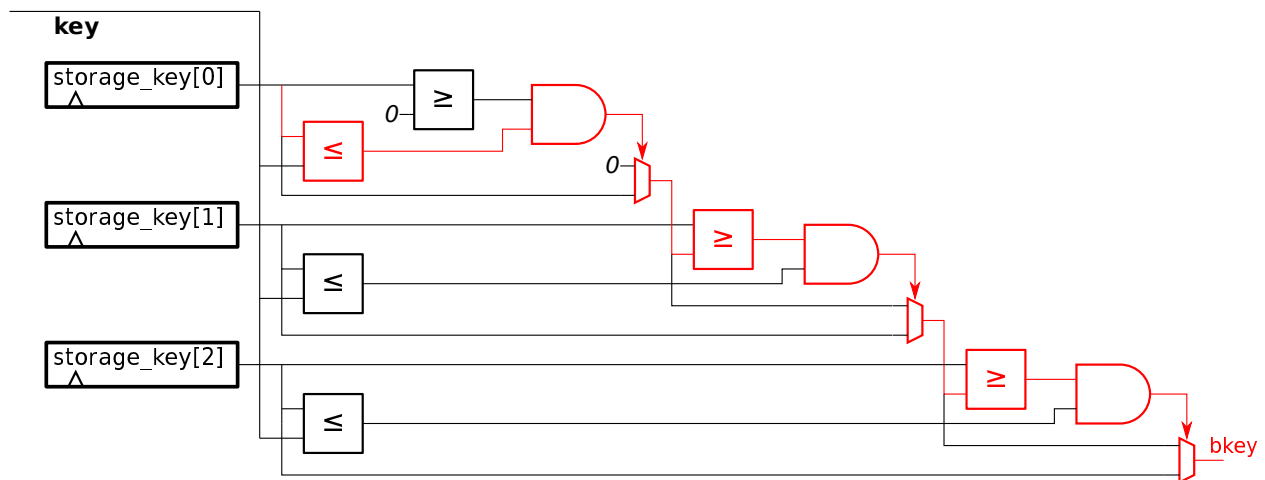 key
storage_key[0]
≥
0
≤
0
storage_key[1]
≥
≤
storage_key[2]
≥
≤
bkey